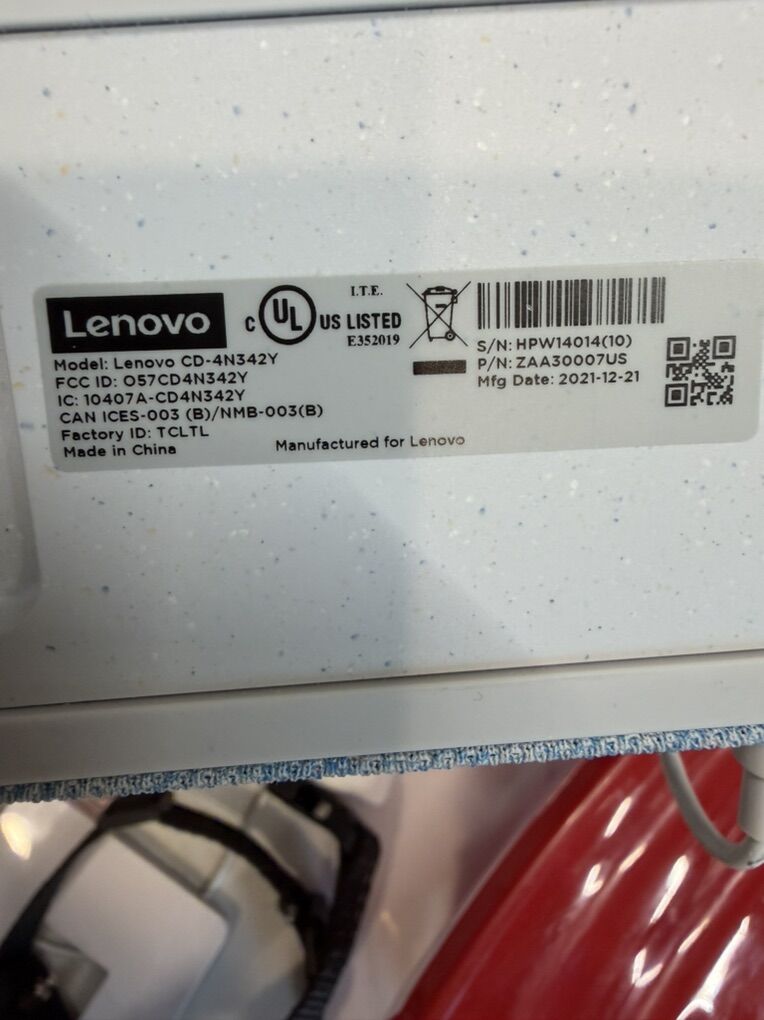 Lenovo
Model: Lenovo CD-4N342Y
FCC ID: O57CD4N342Y
IC: 10407A-CD4N342Y
CAN ICES-003 (B)/NMB-003(B)
Factory ID: TCLTL
Made in China
Manufactured for Lenovo
I.T.E.
C UL US LISTED
E352019
S/N: HPW14014(10)
P/N: ZAA30007US
Mfg Date: 2021-12-21